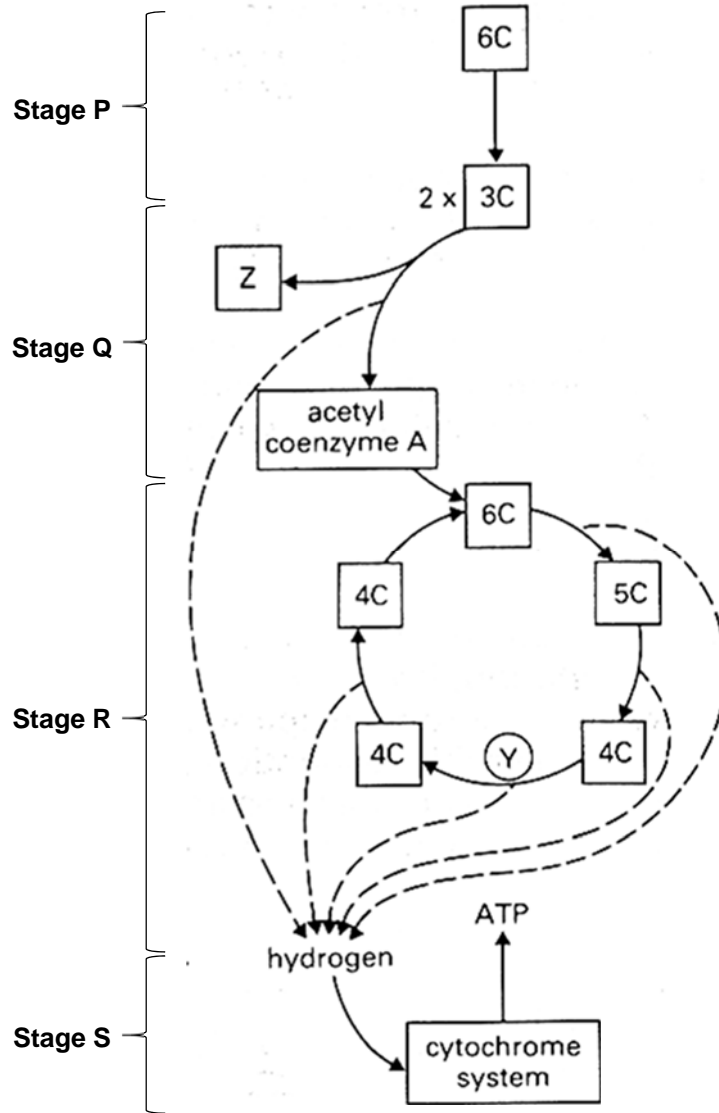 6C
Stage P
2 x 3C
Z
Stage Q
acetyl
coenzyme A
6C
4C
5C
Stage R
4C
Y
4C
ATP
hydrogen
Stage S
cytochrome
system